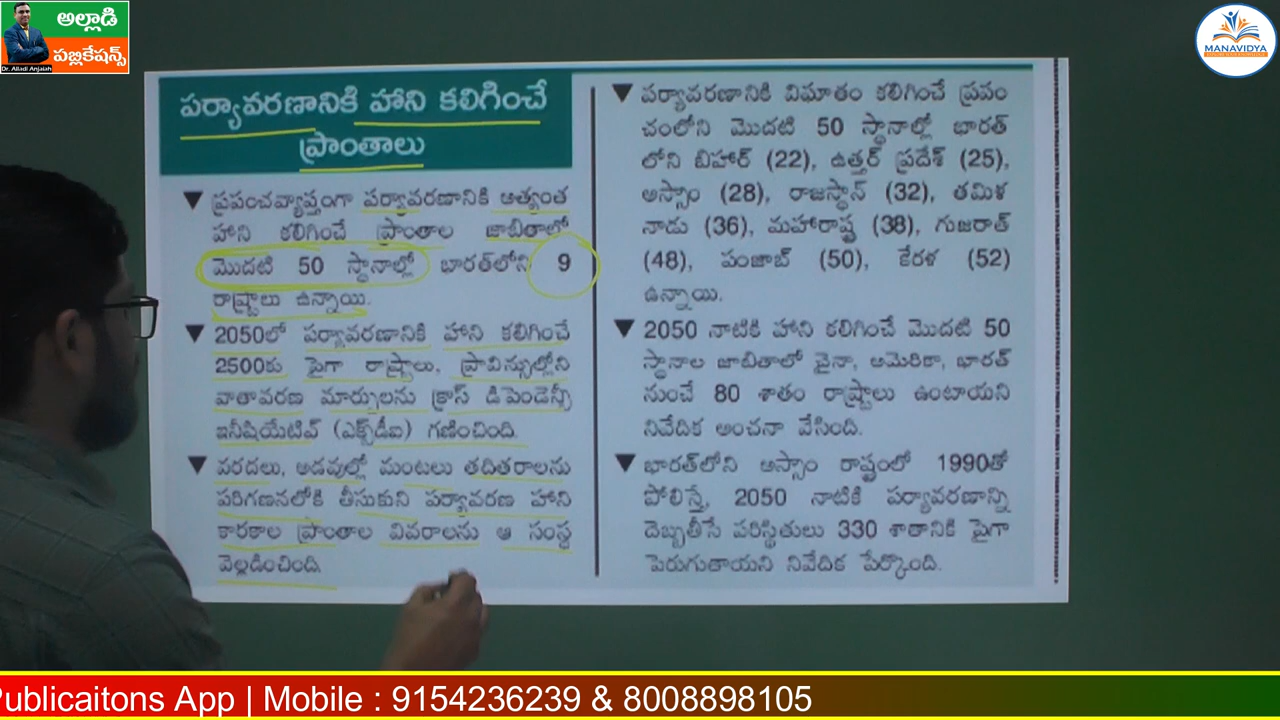 అల్లాడి
పబ్లికేషన్స్
Dr. Alladi Anjaiah
MANAVIDYA
పర్యావరణానికి హాని కలిగించే
ప్రాంతాలు
▼ ప్రపంచవ్యాప్తంగా పర్యావరణానికి అత్యంత
హాని కలిగించే ప్రాంతాల జాబితాలో
మొదటి 50 స్థానాల్లో భారత్‌లోని 9
రాష్ట్రాలు ఉన్నాయి.
▼ 2050లో పర్యావరణానికి హాని కలిగించే
2500కు పైగా రాష్ట్రాలు, ప్రావిన్సుల్లోని
వాతావరణ మార్పులను క్రాస్ డిపెండెన్సీ
ఇనీషియేటివ్ (ఎక్స్‌డీఐ) గణించింది.
▼ వరదలు, అడవుల్లో మంటలు తదితరాలను
పరిగణనలోకి తీసుకుని పర్యావరణ హాని
కారకాల ప్రాంతాల వివరాలను ఆ సంస్థ
వెల్లడించింది.
▼ పర్యావరణానికి విఘాతం కలిగించే ప్రపం
చంలోని మొదటి 50 స్థానాల్లో భారత్
లోని బిహార్ (22), ఉత్తర్ ప్రదేశ్ (25),
అస్సాం (28), రాజస్థాన్ (32), తమిళ
నాడు (36), మహారాష్ట్ర (38), గుజరాత్
(48), పంజాబ్ (50), కేరళ (52)
ఉన్నాయి.
▼ 2050 నాటికి హాని కలిగించే మొదటి 50
స్థానాల జాబితాలో చైనా, అమెరికా, భారత్
నుంచే 80 శాతం రాష్ట్రాలు ఉంటాయని
నివేదిక అంచనా వేసింది.
▼ భారత్‌లోని అస్సాం రాష్ట్రంలో 1990తో
పోలిస్తే, 2050 నాటికి పర్యావరణాన్ని
దెబ్బతీసే పరిస్థితులు 330 శాతానికి పైగా
పెరుగుతాయని నివేదిక పేర్కొంది.
Publicaitons App | Mobile : 9154236239 & 8008898105